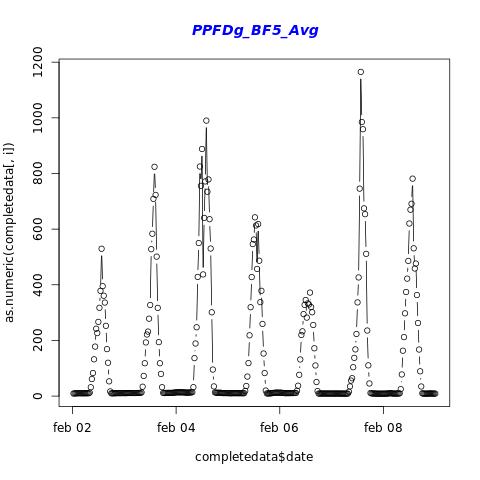 PPFDg_BF5_Avg
as.numeric(completedata[, i])
1200
1000
800
600
400
200
0
feb 02
feb 04
feb 06
feb 08
completedata$date